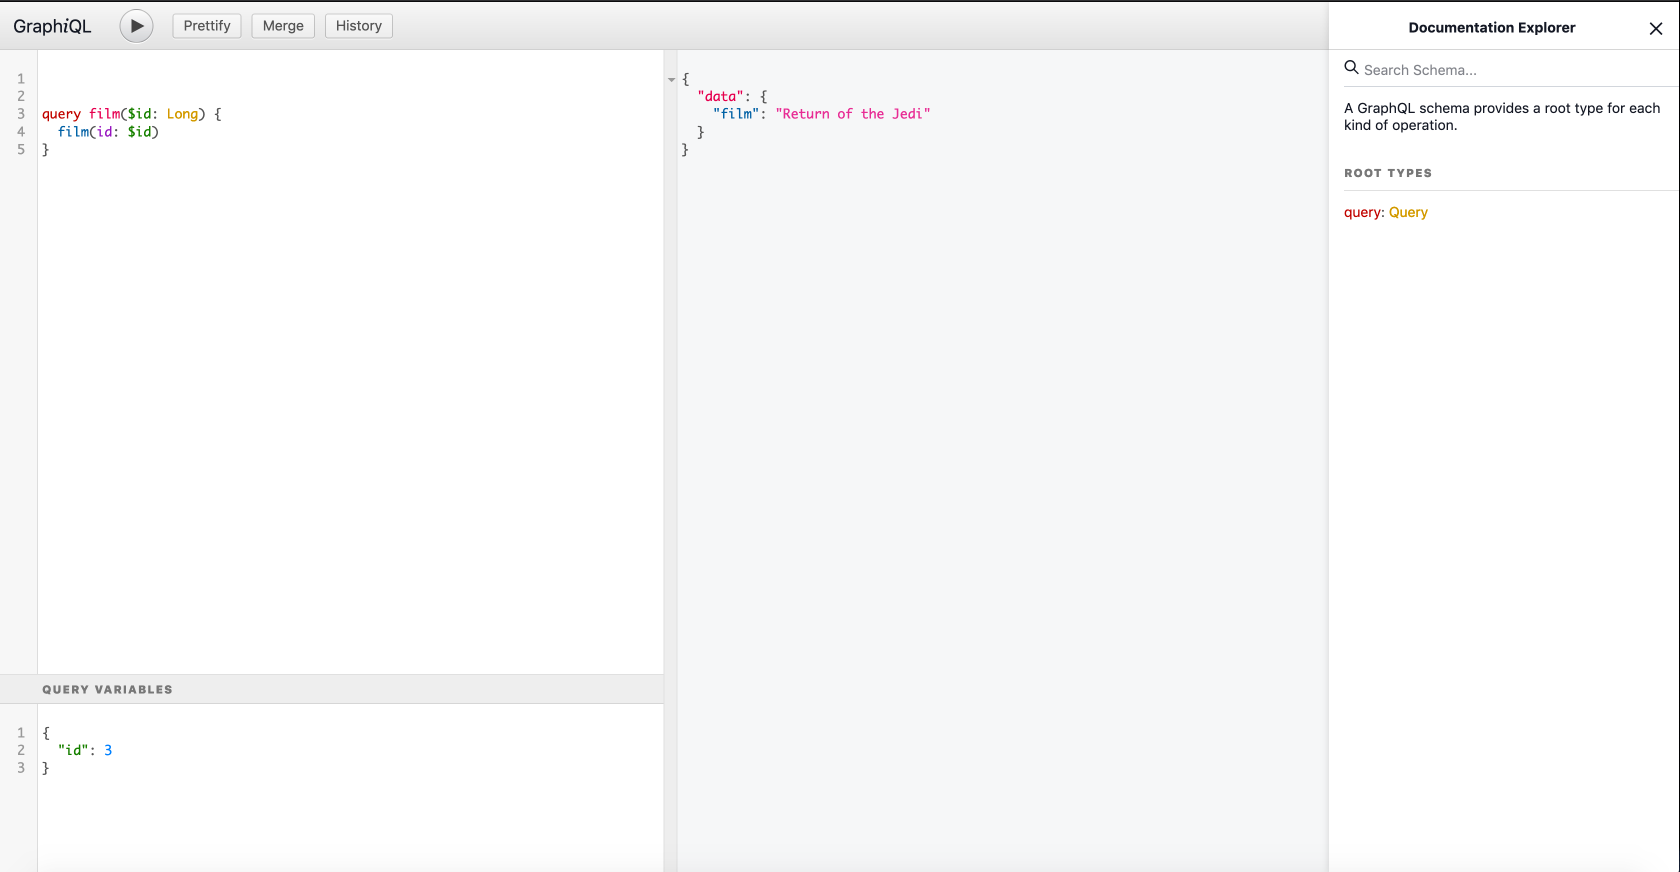 GraphiQL
Prettify
Merge
History
1
2
3 query film($id: Long) {
4   film(id: $id)
5 }
QUERY VARIABLES
1 {
2   "id": 3
3 }
{
  "data": {
    "film": "Return of the Jedi"
  }
}
Documentation Explorer
Search Schema...
A GraphQL schema provides a root type for each
kind of operation.
ROOT TYPES
query: Query